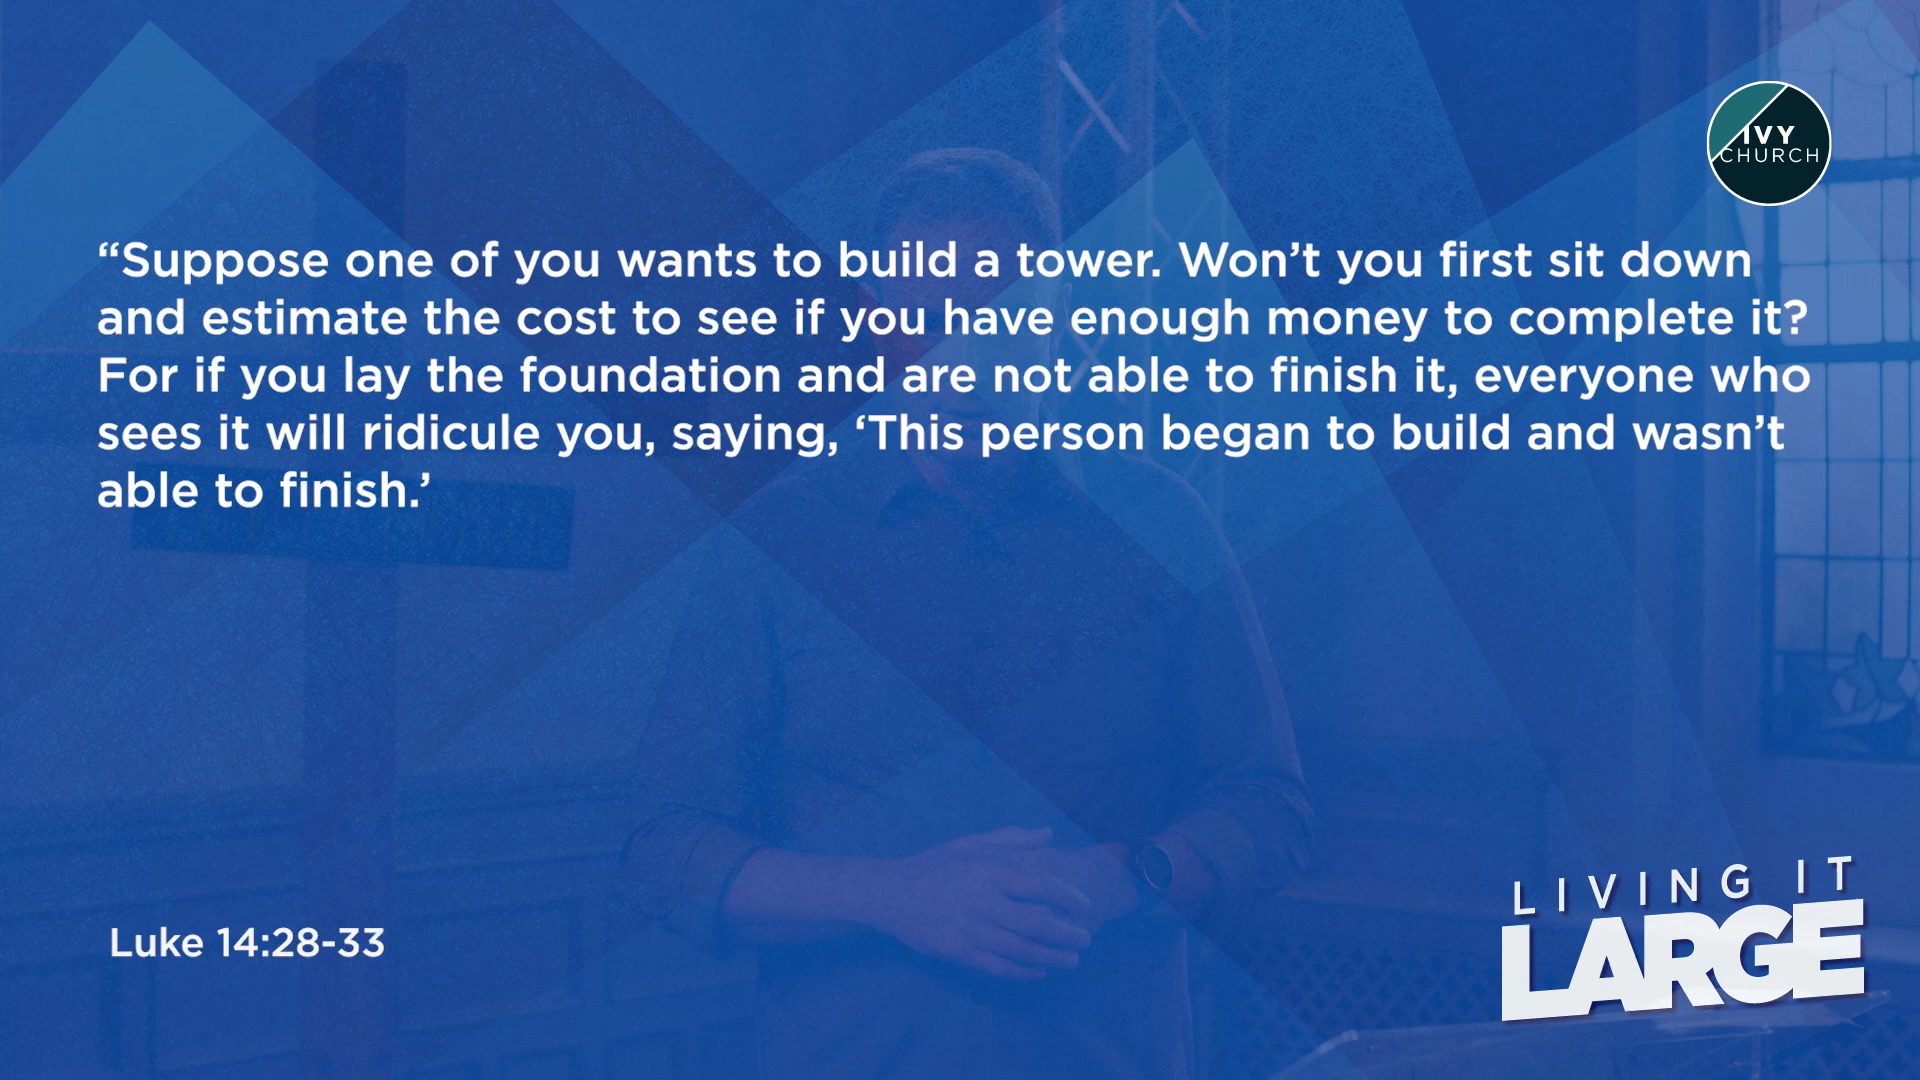 IVY
CHURCH
“Suppose one of you wants to build a tower. Won’t you first sit down
and estimate the cost to see if you have enough money to complete it?
For if you lay the foundation and are not able to finish it, everyone who
sees it will ridicule you, saying, ‘This person began to build and wasn’t
able to finish.’
Luke 14:28-33
LIVING IT
LARGE